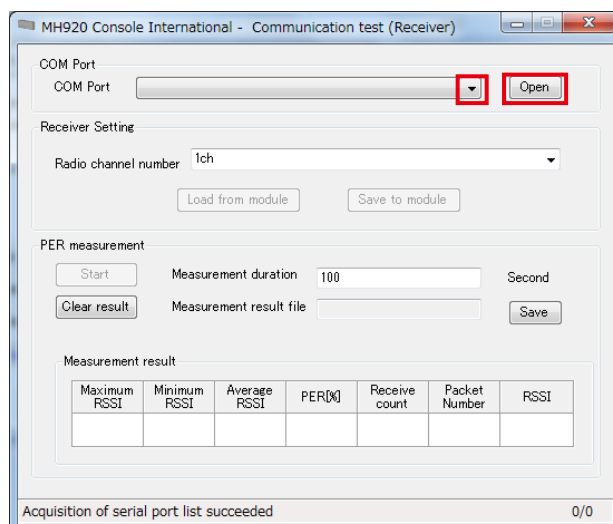 MH920 Console International -  Communication test (Receiver)
COM Port
COM Port
Open
Receiver Setting
Radio channel number
1ch
Load from module
Save to module
PER measurement
Start
Measurement duration
100
Second
Clear result
Measurement result file
Save
Measurement result
Maximum RSSI
Minimum RSSI
Average RSSI
PER[%]
Receive count
Packet Number
RSSI
Acquisition of serial port list succeeded
0/0